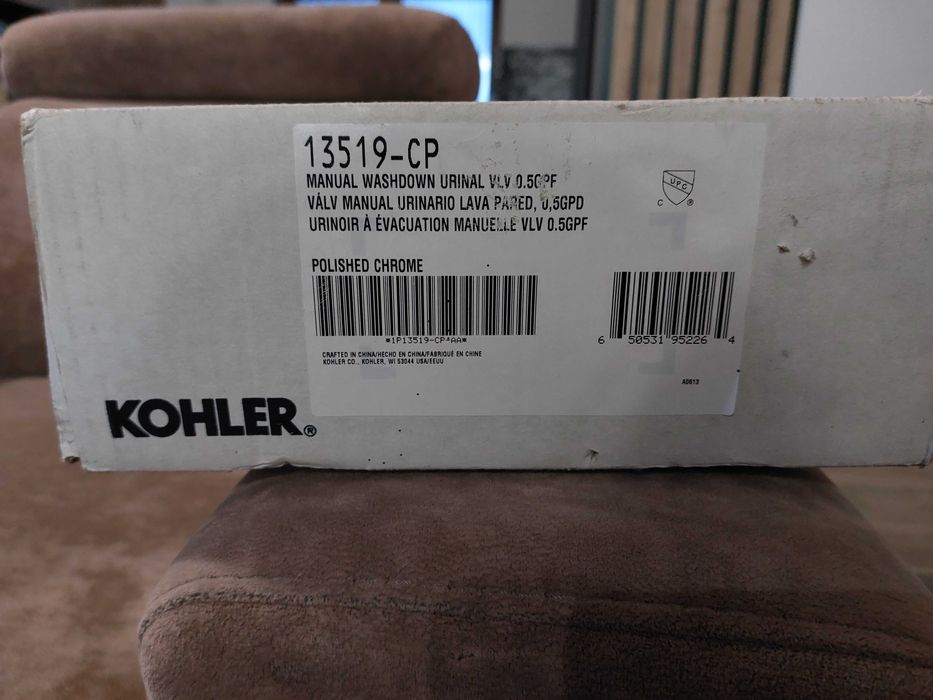 13519-CP
MANUAL WASHDOWN URINAL VLV 0.5GPF
VÁLV MANUAL URINARIO LAVA PARED, 0,5GPD
URINOIR À ÉVACUATION MANUELLE VLV 0.5GPF
C UPC ®
POLISHED CHROME
*1P13519-CP*AA*
6 50531 95226 4
CRAFTED IN CHINA/HECHO EN CHINA/FABRIQUÉ EN CHINE
KOHLER CO., KOHLER, WI 53044 USA/EEUU
A0613
KOHLER®